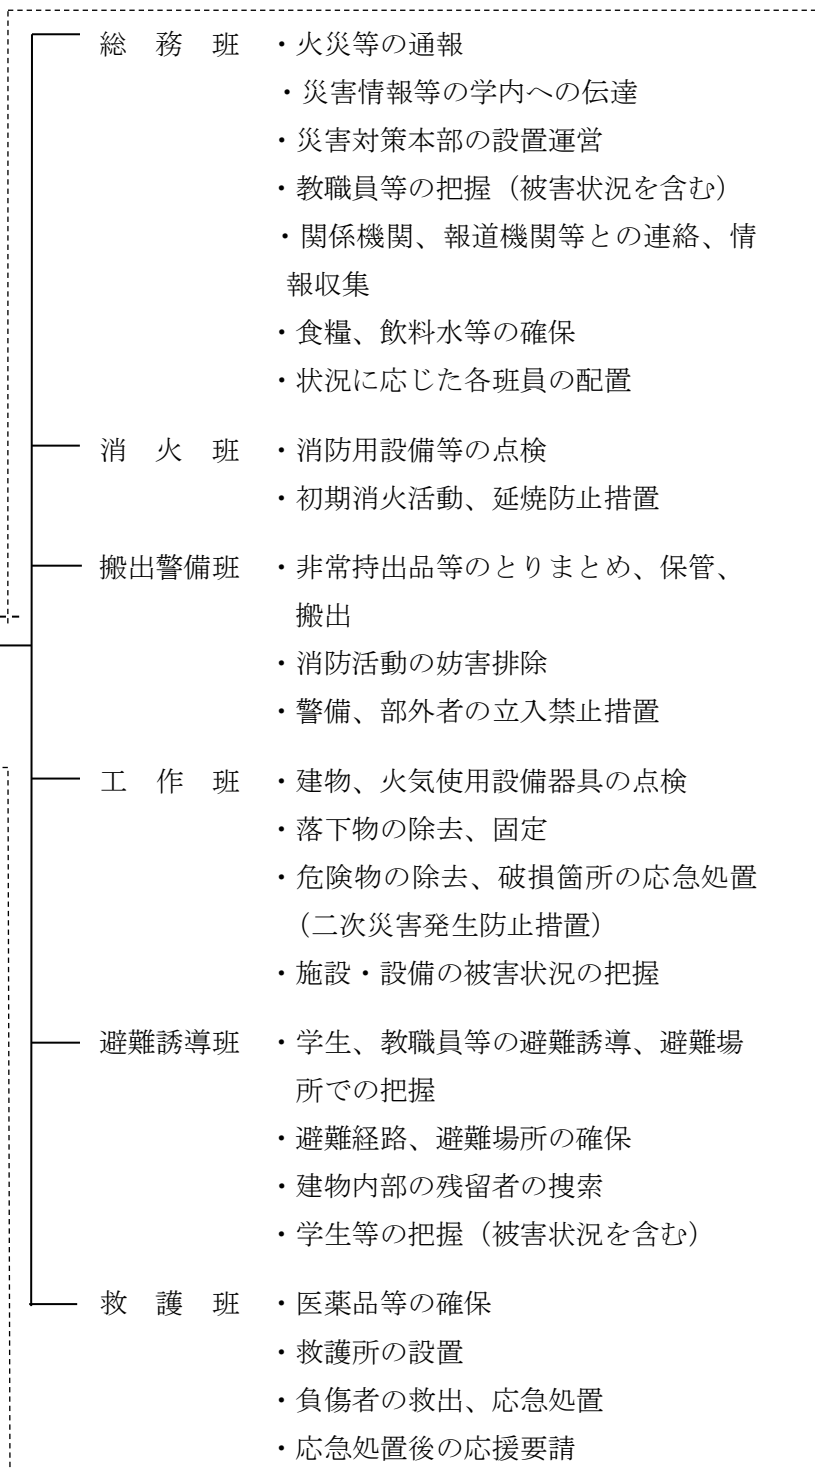 総　務　班　・火災等の通報
・災害情報等の学内への伝達
・災害対策本部の設置運営
・教職員等の把握（被害状況を含む）
・関係機関、報道機関等との連絡、情
報収集
・食糧、飲料水等の確保
・状況に応じた各班員の配置
消　火　班　・消防用設備等の点検
・初期消火活動、延焼防止措置
搬出警備班　・非常持出品等のとりまとめ、保管、
搬出
・消防活動の妨害排除
・警備、部外者の立入禁止措置
工　作　班　・建物、火気使用設備器具の点検
・落下物の除去、固定
・危険物の除去、破損箇所の応急処置
（二次災害発生防止措置）
・施設・設備の被害状況の把握
避難誘導班　・学生、教職員等の避難誘導、避難場
所での把握
・避難経路、避難場所の確保
・建物内部の残留者の捜索
・学生等の把握（被害状況を含む）
救　護　班　・医薬品等の確保
・救護所の設置
・負傷者の救出、応急処置
・応急処置後の応援要請